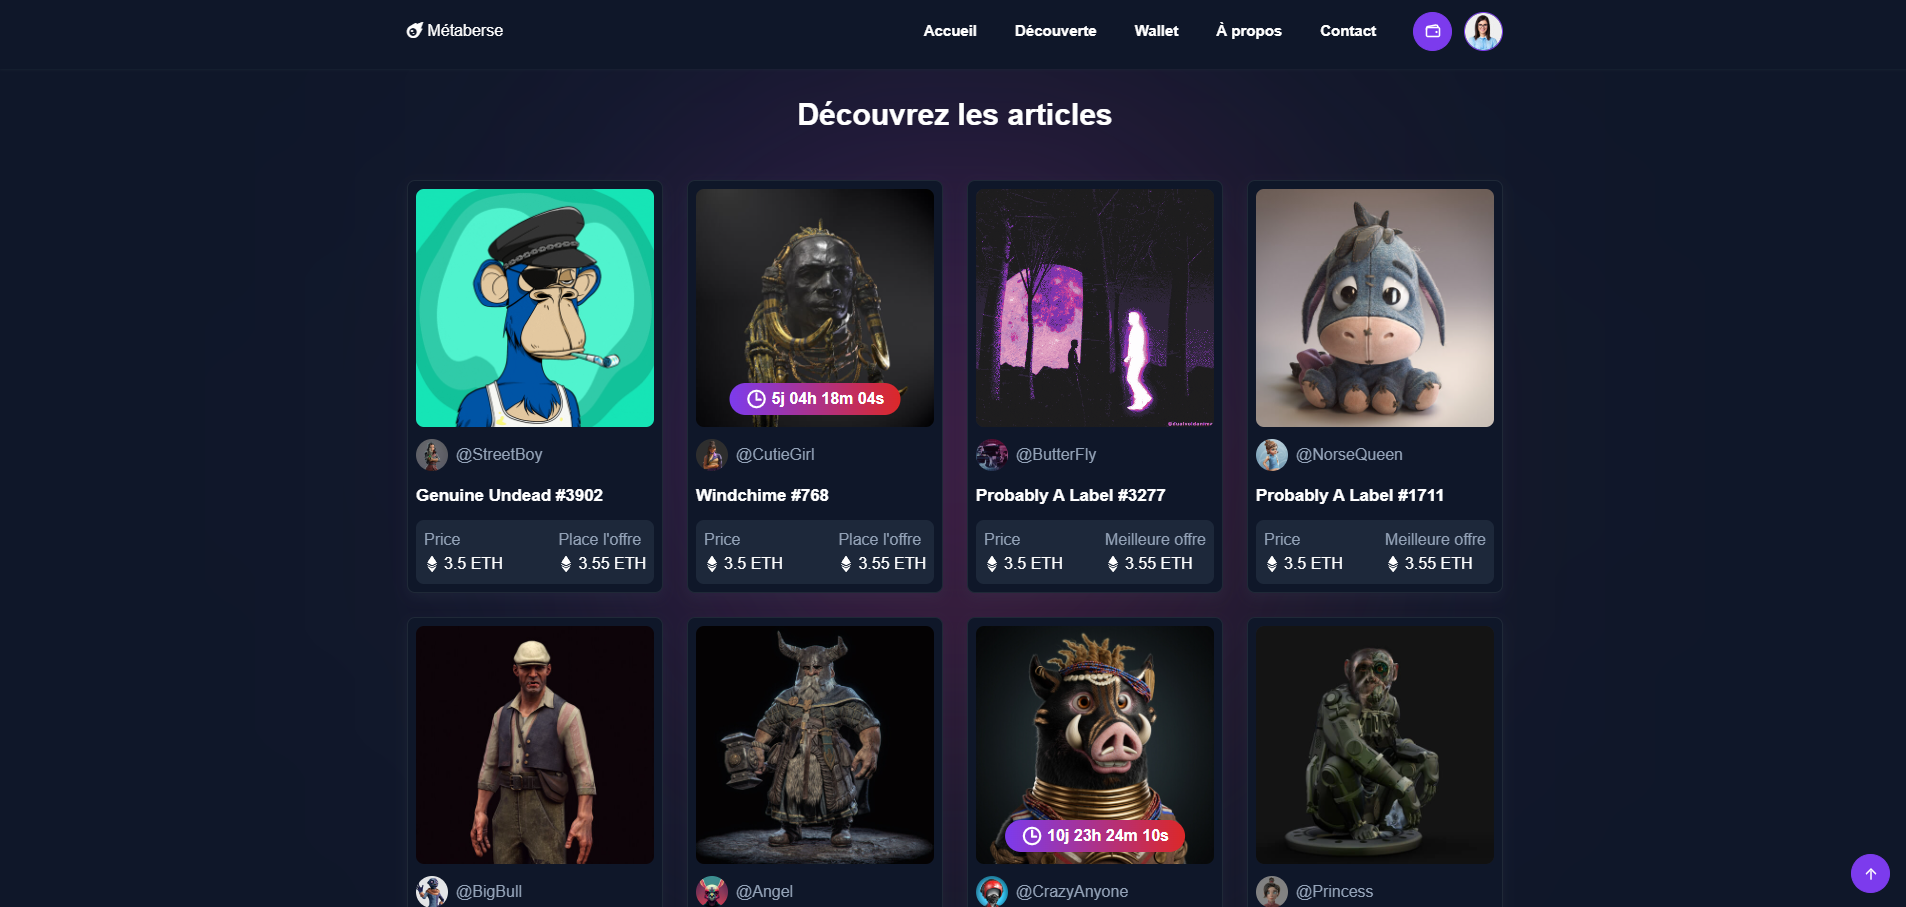 Métaberse
Accueil
Découverte
Wallet
À propos
Contact
Découvrez les articles
5j 04h 18m 04s
@StreetBoy
@CutieGirl
@ButterFly
@NorseQueen
Genuine Undead #3902
Windchime #768
Probably A Label #3277
Probably A Label #1711
Price
Place l'offre
Price
Place l'offre
Price
Meilleure offre
Price
Meilleure offre
3.5 ETH
3.55 ETH
3.5 ETH
3.55 ETH
3.5 ETH
3.55 ETH
3.5 ETH
3.55 ETH
10j 23h 24m 10s
@BigBull
@Angel
@CrazyAnyone
@Princess